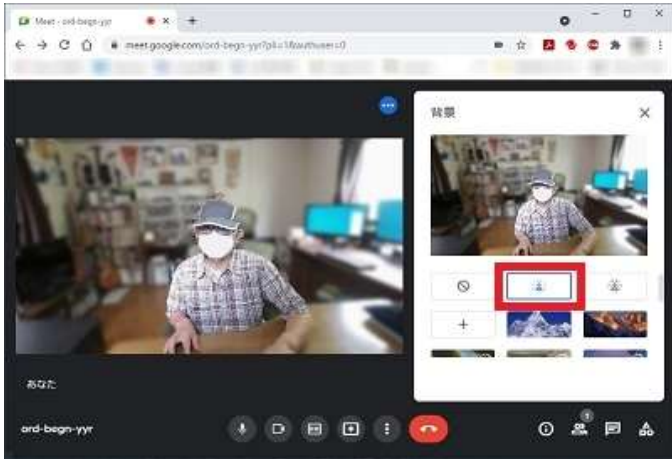 Meet - ord-begn-yyr
meet.google.com/ord-begn-yyr?pli=1&authuser=0
背景
あなた
ord-begn-yyr
1